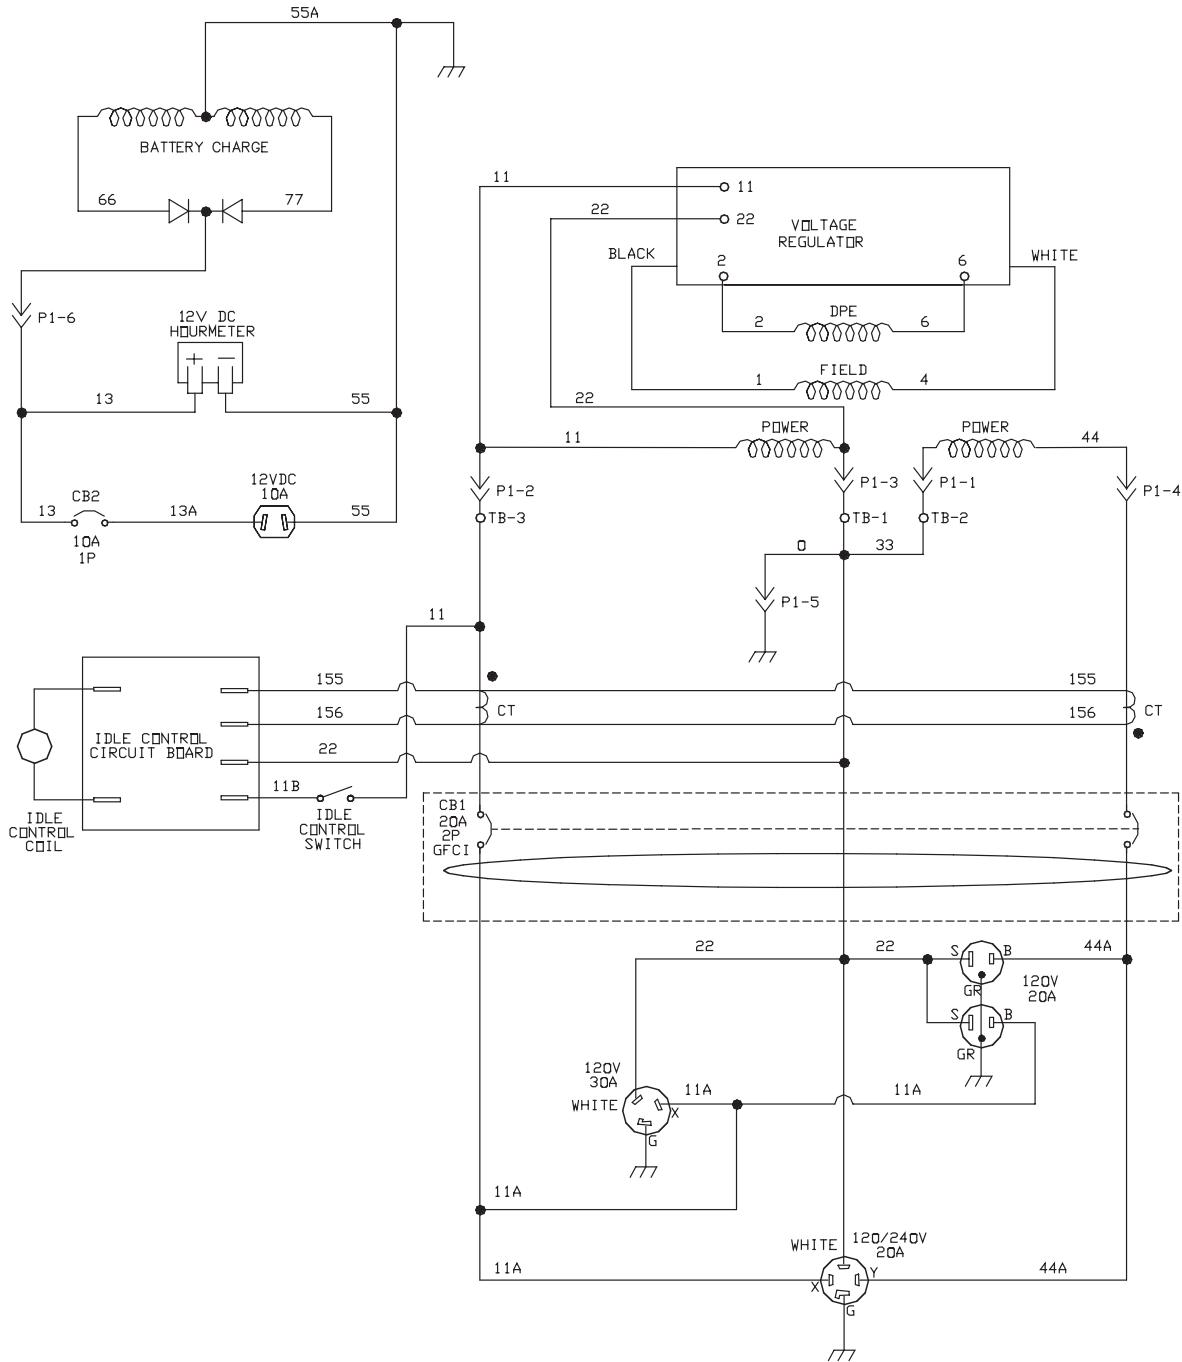 55A
BATTERY CHARGE
66
77
P1-6
12V DC
HOURMETER
+ -
13
55
13
CB2
10A
1P
13A
12VDC
10A
55
11
11
22
22
VOLTAGE
REGULATOR
BLACK
WHITE
2
6
DPE
2
6
FIELD
1
4
22
11
POWER
POWER
44
P1-2
P1-3
P1-1
P1-4
TB-3
TB-1
TB-2
0
33
P1-5
11
155
155
156
156
CT
CT
IDLE CONTROL
CIRCUIT BOARD
22
11B
IDLE
CONTROL
COIL
IDLE
CONTROL
SWITCH
CB1
20A
2P
GFCI
22
22
S
B
44A
GR
120V
20A
S
B
GR
120V
30A
WHITE
11A
X
11A
G
11A
WHITE
120/240V
20A
11A
X
Y
44A
G